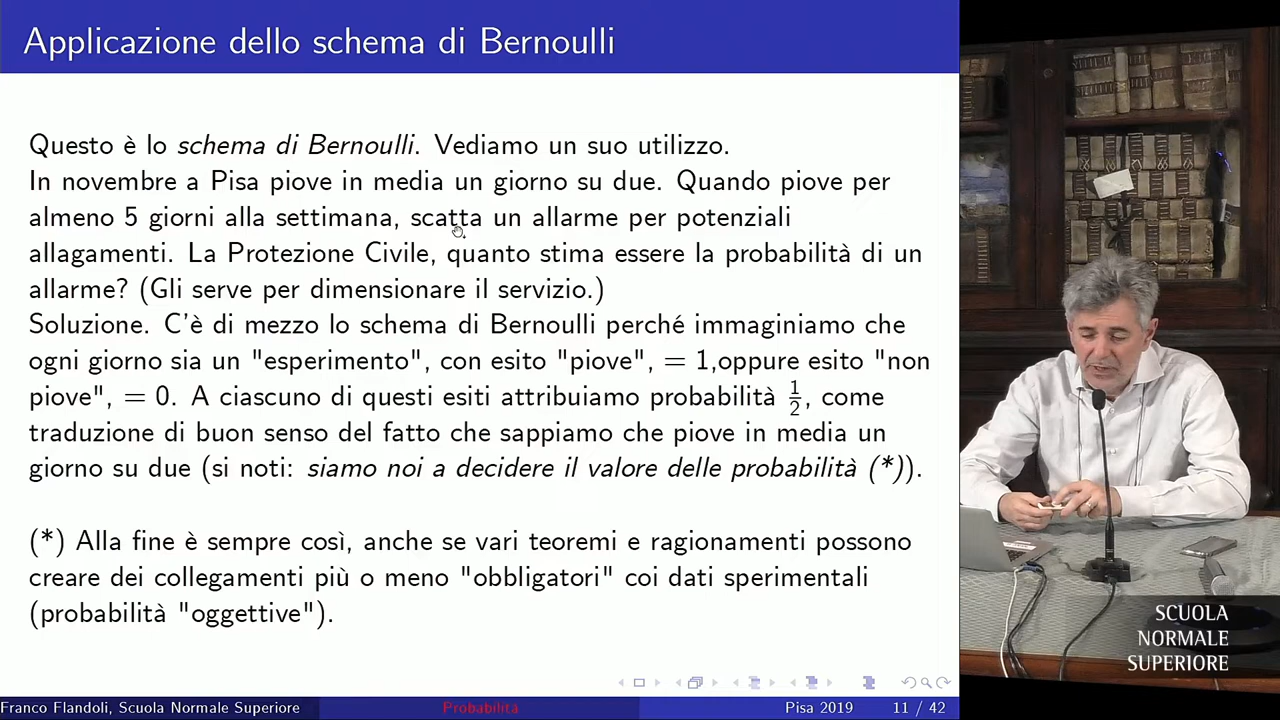 Applicazione dello schema di Bernoulli
Questo è lo schema di Bernoulli. Vediamo un suo utilizzo.
In novembre a Pisa piove in media un giorno su due. Quando piove per
almeno 5 giorni alla settimana, scatta un allarme per potenziali
allagamenti. La Protezione Civile, quanto stima essere la probabilità di un
allarme? (Gli serve per dimensionare il servizio.)
Soluzione. C'è di mezzo lo schema di Bernoulli perché immaginiamo che
ogni giorno sia un "esperimento", con esito "piove", = 1,oppure esito "non
piove", = 0. A ciascuno di questi esiti attribuiamo probabilità 1/2, come
traduzione di buon senso del fatto che sappiamo che piove in media un
giorno su due (si noti: siamo noi a decidere il valore delle probabilità (*)).
(*) Alla fine è sempre così, anche se vari teoremi e ragionamenti possono
creare dei collegamenti più o meno "obbligatori" coi dati sperimentali
(probabilità "oggettive").
Franco Flandoli, Scuola Normale Superiore
Probabilità
Pisa 2019
11 / 42
SCUOLA
NORMALE
SUPERIORE